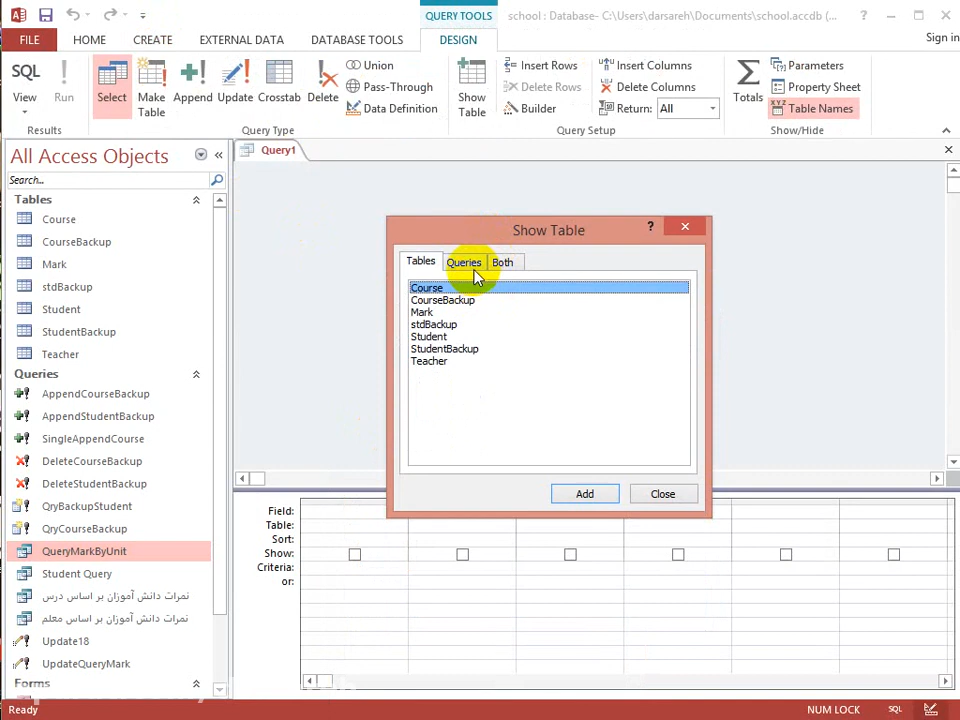 QUERY TOOLS
school : Database- C:\Users\darsareh\Documents\school.accdb (...
?
FILE HOME CREATE EXTERNAL DATA DATABASE TOOLS DESIGN Sign in
SQL
View
Run
Select
Make
Table
Append
Update
Crosstab
Delete
Union
Pass-Through
Data Definition
Show
Table
Insert Rows
Delete Rows
Builder
Insert Columns
Delete Columns
Return: All
Totals
Parameters
Property Sheet
XYZ Table Names
Results Query Type Query Setup Show/Hide
All Access Objects
Search...
Tables
Course
CourseBackup
Mark
stdBackup
Student
StudentBackup
Teacher
Queries
AppendCourseBackup
AppendStudentBackup
SingleAppendCourse
DeleteCourseBackup
DeleteStudentBackup
QryBackupStudent
QryCourseBackup
QueryMarkByUnit
Student Query
نمرات دانش آموزان بر اساس درس
نمرات دانش آموزان بر اساس معلم
Update18
UpdateQueryMark
Forms
Query1
Show Table
?
Tables Queries Both
Course
CourseBackup
Mark
stdBackup
Student
StudentBackup
Teacher
Add Close
Field:
Table:
Sort:
Show:
Criteria:
or:
Ready
NUM LOCK SQL